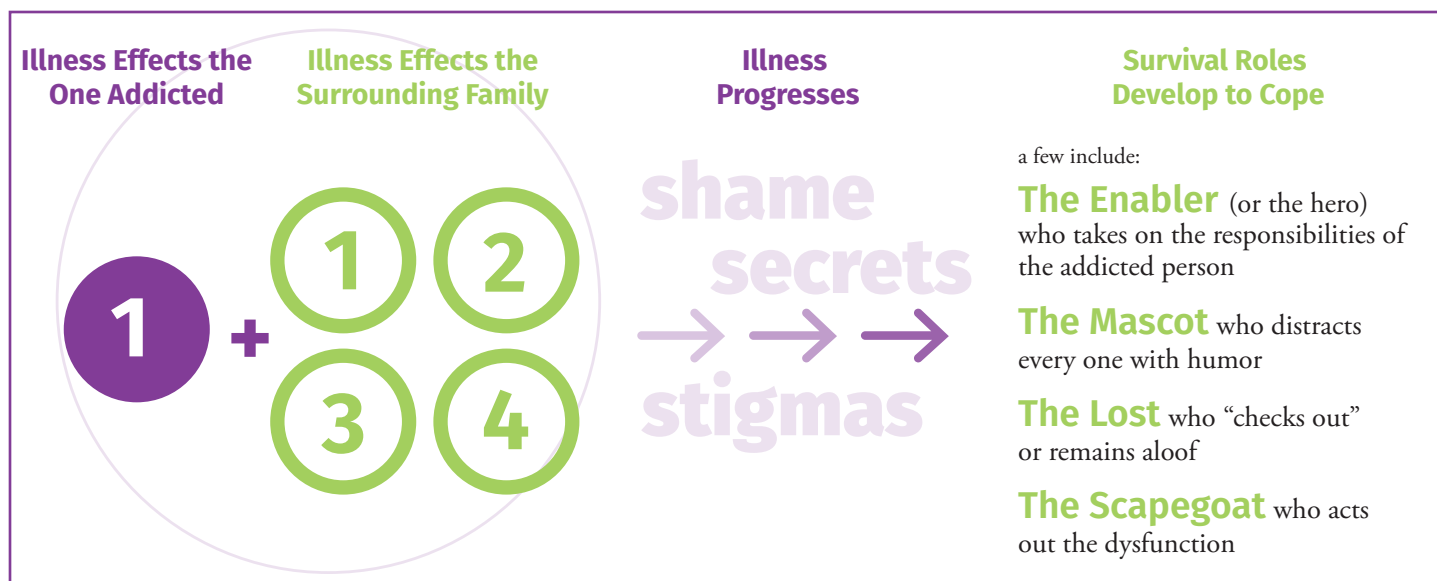 Illness Effects the
One Addicted
Illness Effects the
Surrounding Family
1
+
1
2
3
4
Illness
Progresses
shame
secrets
stigmas
Survival Roles
Develop to Cope
a few include:
The Enabler (or the hero)
who takes on the responsibilities of
the addicted person
The Mascot who distracts
every one with humor
The Lost who “checks out”
or remains aloof
The Scapegoat who acts
out the dysfunction